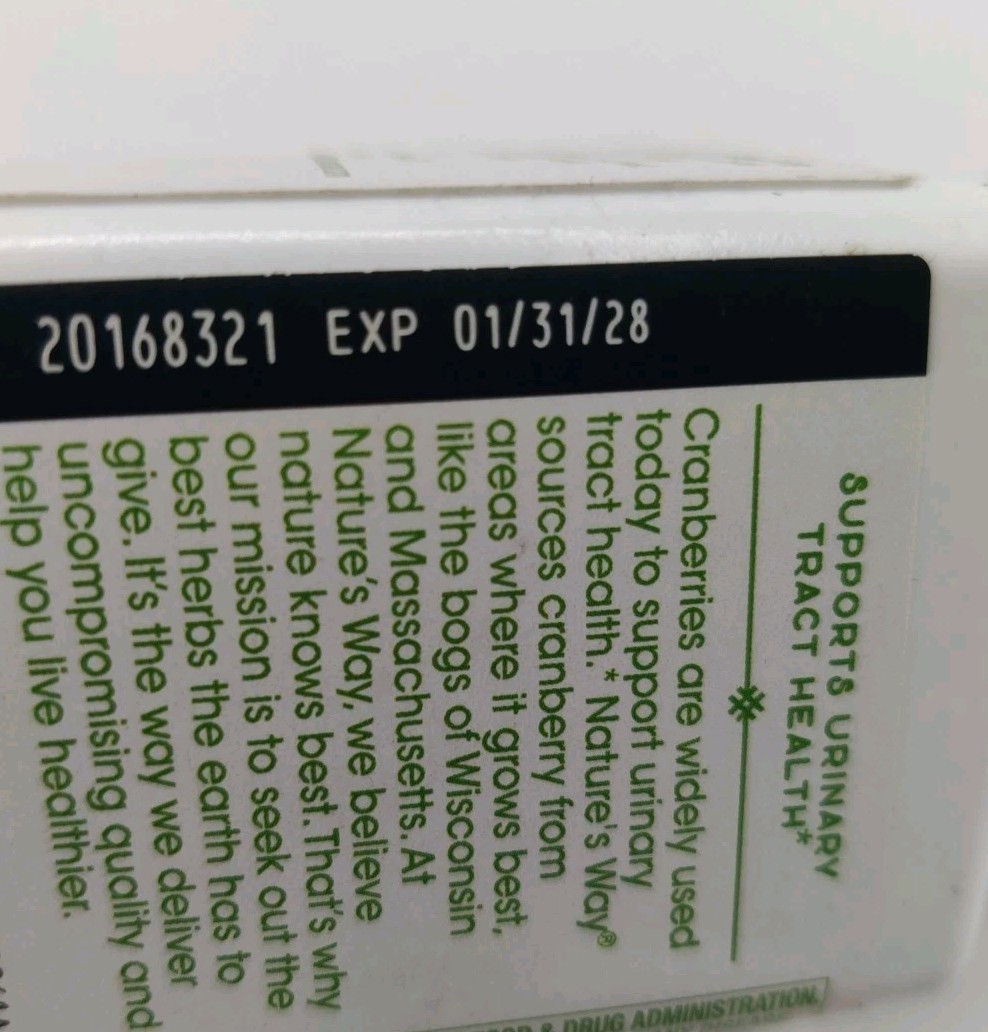 20168321 EXP 01/31/28
SUPPORTS URINARY
TRACT HEALTH*
Cranberries are widely used
today to support urinary
tract health.* Nature's Way®
sources cranberry from
areas where it grows best,
like the bogs of Wisconsin
and Massachusetts. At
Nature's Way, we believe
nature knows best. That's why
our mission is to seek out the
best herbs the earth has to
give. It's the way we deliver
uncompromising quality and
help you live healthier.
& DRUG ADMINISTRATION.